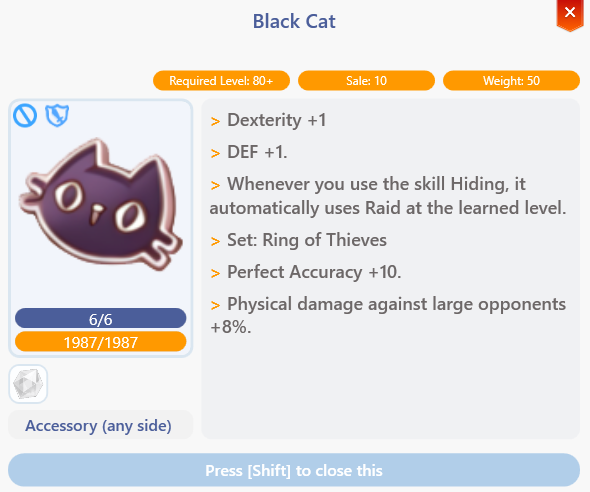 Black Cat
Required Level: 80+
Sale: 10
Weight: 50
> Dexterity +1
> DEF +1.
> Whenever you use the skill Hiding, it
automatically uses Raid at the learned level.
> Set: Ring of Thieves
> Perfect Accuracy +10.
> Physical damage against large opponents
+8%.
6/6
1987/1987
Accessory (any side)
Press [Shift] to close this